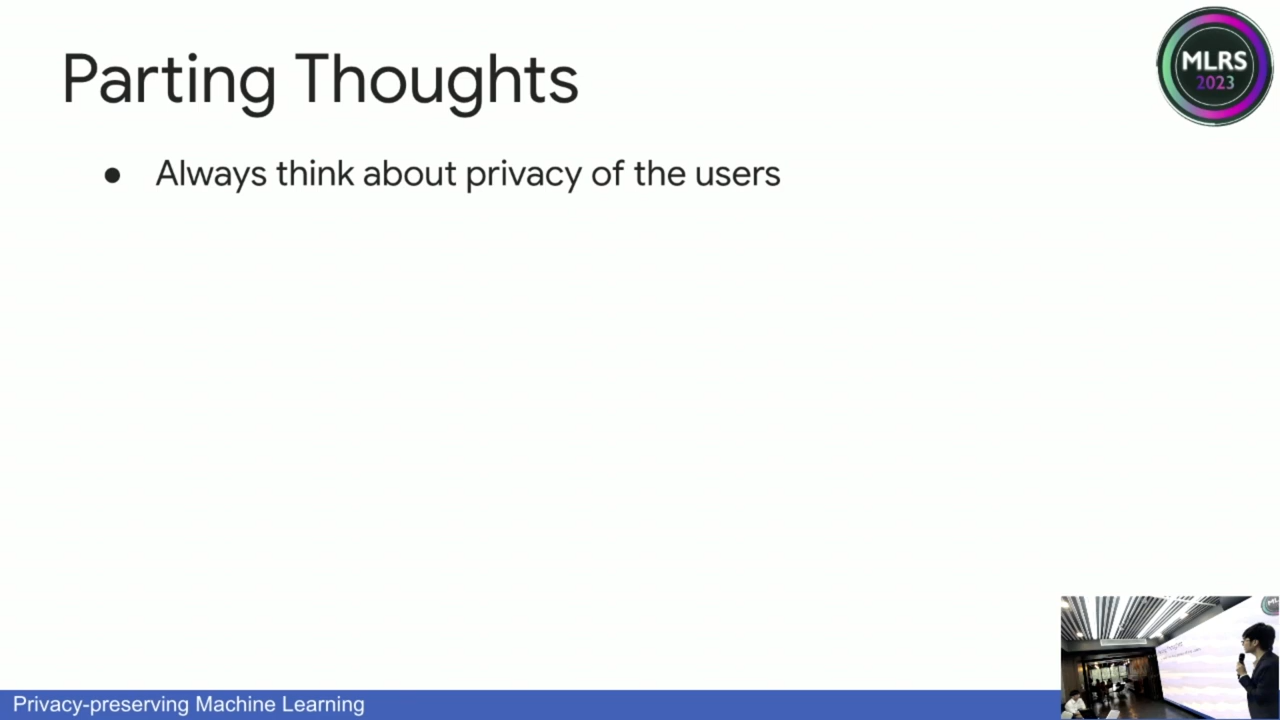 Parting Thoughts
MLRS
2023
● Always think about privacy of the users
Privacy-preserving Machine Learning